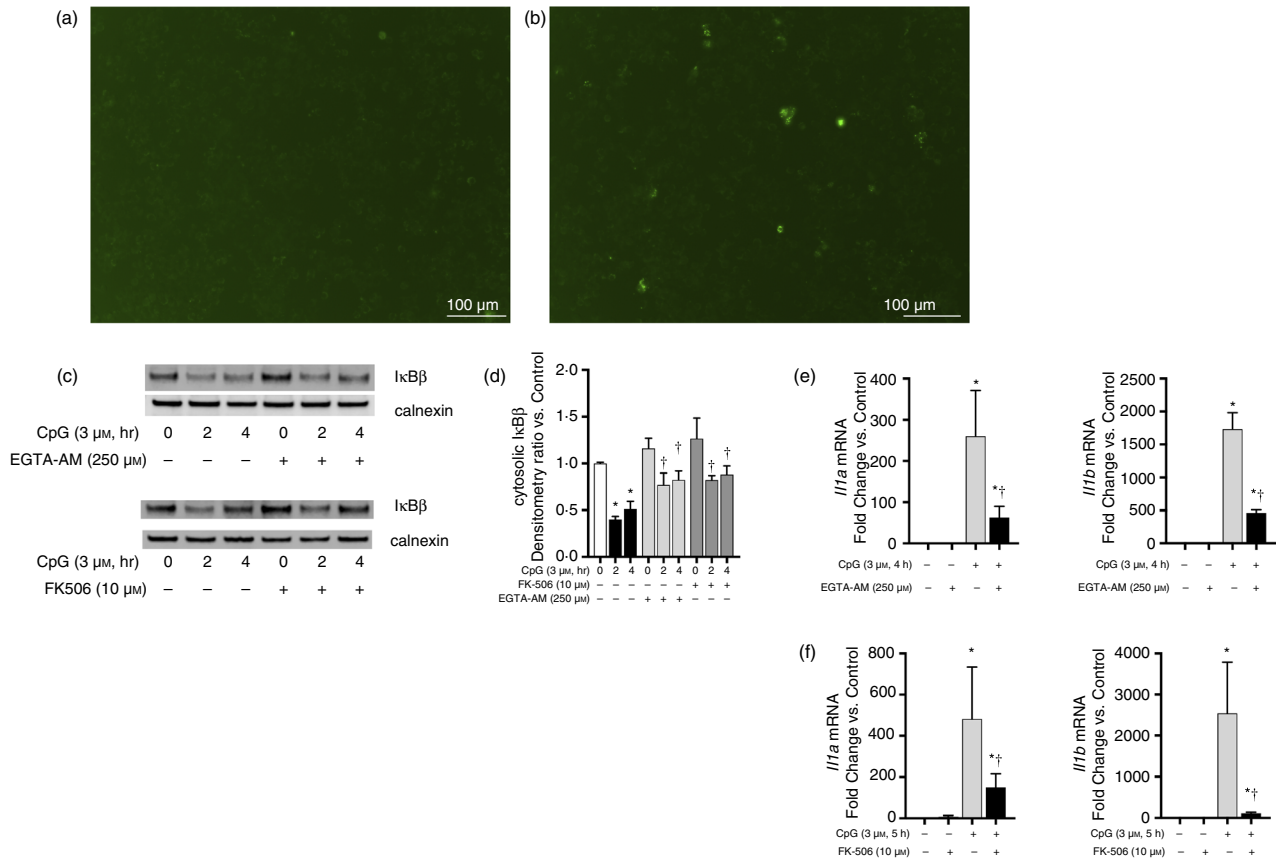 (a)
100 µm
(b)
100 µm
(c)
IκBβ
calnexin
CpG (3 µM, hr) 0 2 4 0 2 4
EGTA-AM (250 µM) – – – + + +
IκBβ
calnexin
CpG (3 µM, hr) 0 2 4 0 2 4
FK506 (10 µM) – – – + + +
(d)
cytosolic IκBβ
Densitometry ratio vs. Control
2·0
1·5
1·0
0·5
0·0
* * † † † †
CpG (3 µM, hr) 0 2 4 0 2 4 0 2 4
FK-506 (10 µM) + + +
EGTA-AM (250 µM) + + +
(e)
Il1a mRNA
Fold Change vs. Control
400
300
200
100
0
*
*†
CpG (3 µM, 4 h) – – + +
EGTA-AM (250 µM) – + – +
Il1b mRNA
Fold Change vs. Control
2500
2000
1500
1000
500
0
*
*†
CpG (3 µM, 4 h) – – + +
EGTA-AM (250 µM) – + – +
(f)
Il1a mRNA
Fold Change vs. Control
800
600
400
200
0
*
*†
CpG (3 µM, 5 h) – – + +
FK-506 (10 µM) – + – +
Il1b mRNA
Fold Change vs. Control
4000
3000
2000
1000
0
*
*†
CpG (3 µM, 5 h) – – + +
FK-506 (10 µM) – + – +